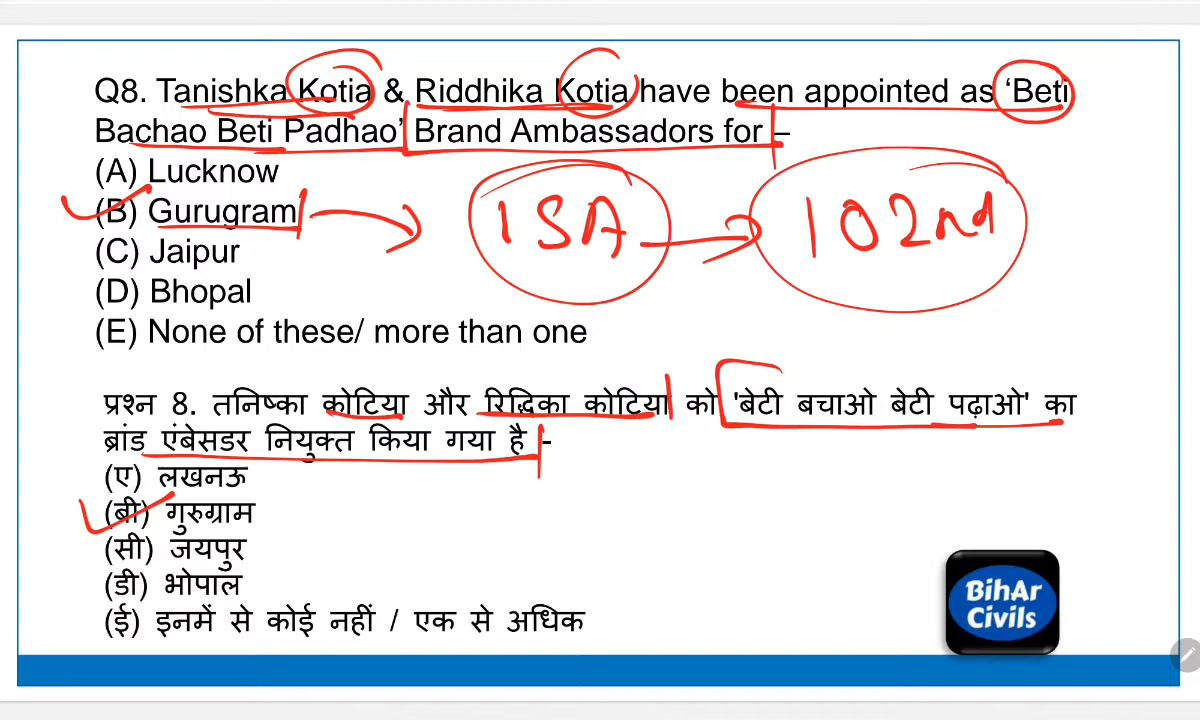 Q8. Tanishka Kotia & Riddhika Kotia have been appointed as ‘Beti
Bachao Beti Padhao’ Brand Ambassadors for –
(A) Lucknow
(B) Gurugram
ISA
102nd
(C) Jaipur
(D) Bhopal
(E) None of these/ more than one
प्रश्न 8. तनिष्का कोटिया और रिद्धिका कोटिया को 'बेटी बचाओ बेटी पढ़ाओ' का
ब्रांड एंबेसडर नियुक्त किया गया है -
(ए) लखनऊ
(बी) गुरुग्राम
(सी) जयपुर
(डी) भोपाल
(ई) इनमें से कोई नहीं / एक से अधिक
BihAr
Civils